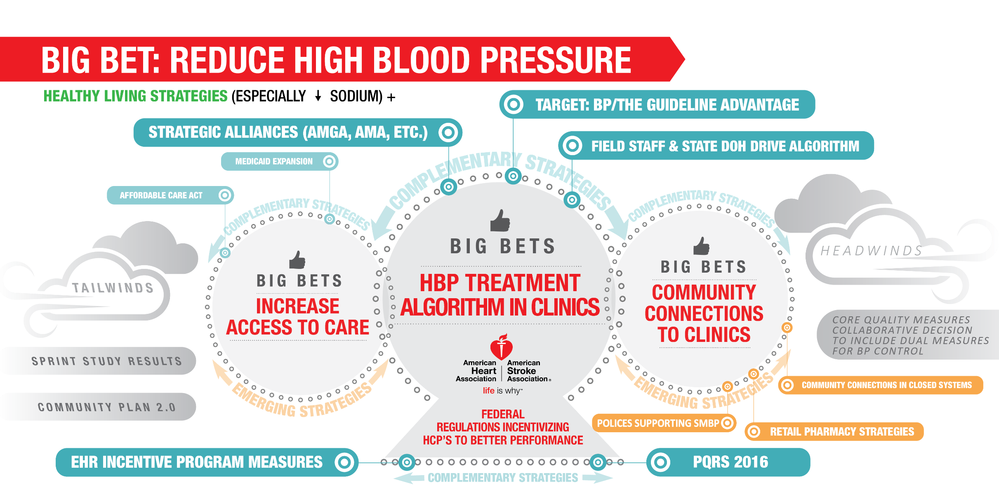 BIG BET: REDUCE HIGH BLOOD PRESSURE
HEALTHY LIVING STRATEGIES (ESPECIALLY ↓ SODIUM) +
TARGET: BP/THE GUIDELINE ADVANTAGE
STRATEGIC ALLIANCES (AMGA, AMA, ETC.)
FIELD STAFF & STATE DOH DRIVE ALGORITHM
MEDICAID EXPANSION
AFFORDABLE CARE ACT
COMPLEMENTARY STRATEGIES
COMPLEMENTARY STRATEGIES
COMPLEMENTARY STRATEGIES
TAILWINDS
SPRINT STUDY RESULTS
COMMUNITY PLAN 2.0
BIG BETS
INCREASE
ACCESS TO CARE
EMERGING STRATEGIES
BIG BETS
HBP TREATMENT
ALGORITHM IN CLINICS
American
Heart
Association
American
Stroke
Association®
life is why™
FEDERAL
REGULATIONS INCENTIVIZING
HCP'S TO BETTER PERFORMANCE
BIG BETS
COMMUNITY
CONNECTIONS
TO CLINICS
EMERGING STRATEGIES
HEADWINDS
CORE QUALITY MEASURES
COLLABORATIVE DECISION
TO INCLUDE DUAL MEASURES
FOR BP CONTROL
COMMUNITY CONNECTIONS IN CLOSED SYSTEMS
POLICES SUPPORTING SMBP
RETAIL PHARMACY STRATEGIES
EHR INCENTIVE PROGRAM MEASURES
PQRS 2016
COMPLEMENTARY STRATEGIES